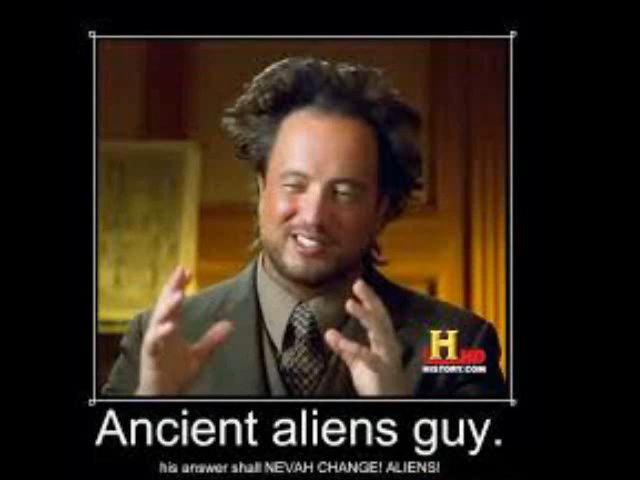 H HD
HISTORY.COM
Ancient aliens guy.
his answer shall NEVAH CHANGE! ALIENS!